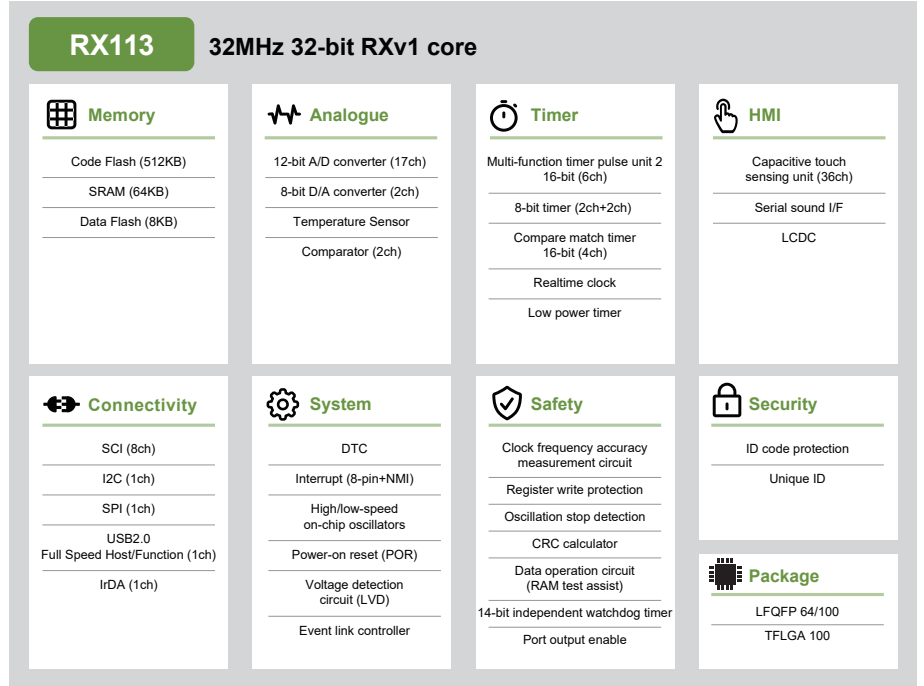 RX113
32MHz 32-bit RXv1 core
Memory
Code Flash (512KB)
SRAM (64KB)
Data Flash (8KB)
Analogue
12-bit A/D converter (17ch)
8-bit D/A converter (2ch)
Temperature Sensor
Comparator (2ch)
Timer
Multi-function timer pulse unit 2
16-bit (6ch)
8-bit timer (2ch+2ch)
Compare match timer
16-bit (4ch)
Realtime clock
Low power timer
HMI
Capacitive touch
sensing unit (36ch)
Serial sound I/F
LCDC
Connectivity
SCI (8ch)
I2C (1ch)
SPI (1ch)
USB2.0
Full Speed Host/Function (1ch)
IrDA (1ch)
System
DTC
Interrupt (8-pin+NMI)
High/low-speed
on-chip oscillators
Power-on reset (POR)
Voltage detection
circuit (LVD)
Event link controller
Safety
Clock frequency accuracy
measurement circuit
Register write protection
Oscillation stop detection
CRC calculator
Data operation circuit
(RAM test assist)
14-bit independent watchdog timer
Port output enable
Security
ID code protection
Unique ID
Package
LFQFP 64/100
TFLGA 100